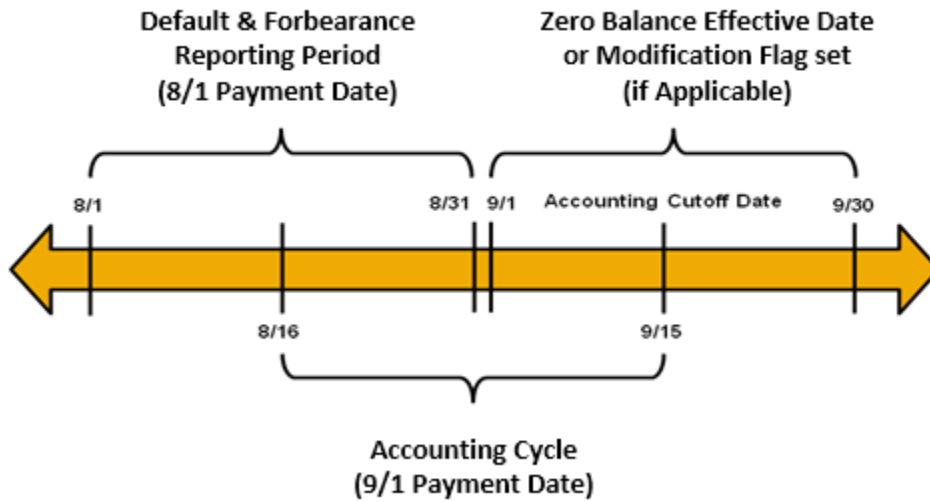 Default & Forbearance
Reporting Period
(8/1 Payment Date)
Zero Balance Effective Date
or Modification Flag set
(if Applicable)
8/1
8/31
9/1
Accounting Cutoff Date
9/30
8/16
9/15
Accounting Cycle
(9/1 Payment Date)